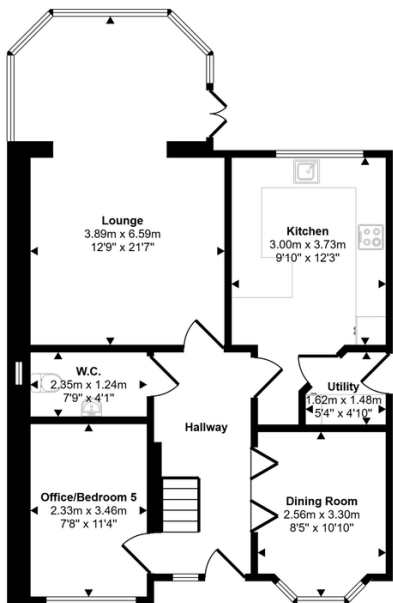 Lounge
3.89m x 6.59m
12'9" x 21'7"
Kitchen
3.00m x 3.73m
9'10" x 12'3"
W.C.
2.35m x 1.24m
7'9" x 4'1"
Utility
1.62m x 1.48m
5'4" x 4'10"
Hallway
Office/Bedroom 5
2.33m x 3.46m
7'8" x 11'4"
Dining Room
2.56m x 3.30m
8'5" x 10'10"